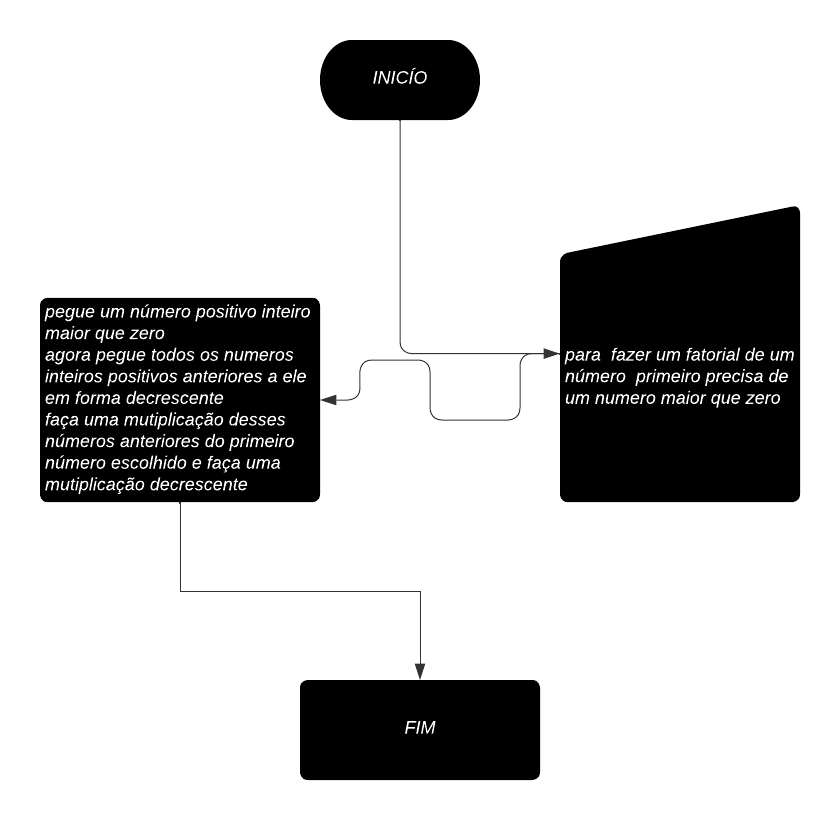 INICÍO
para  fazer um fatorial de um
número  primeiro precisa de
um numero maior que zero
pegue um número positivo inteiro
maior que zero
agora pegue todos os numeros
inteiros positivos anteriores a ele
em forma decrescente
faça uma mutiplicação desses
números anteriores do primeiro
número escolhido e faça uma
mutiplicação decrescente
FIM